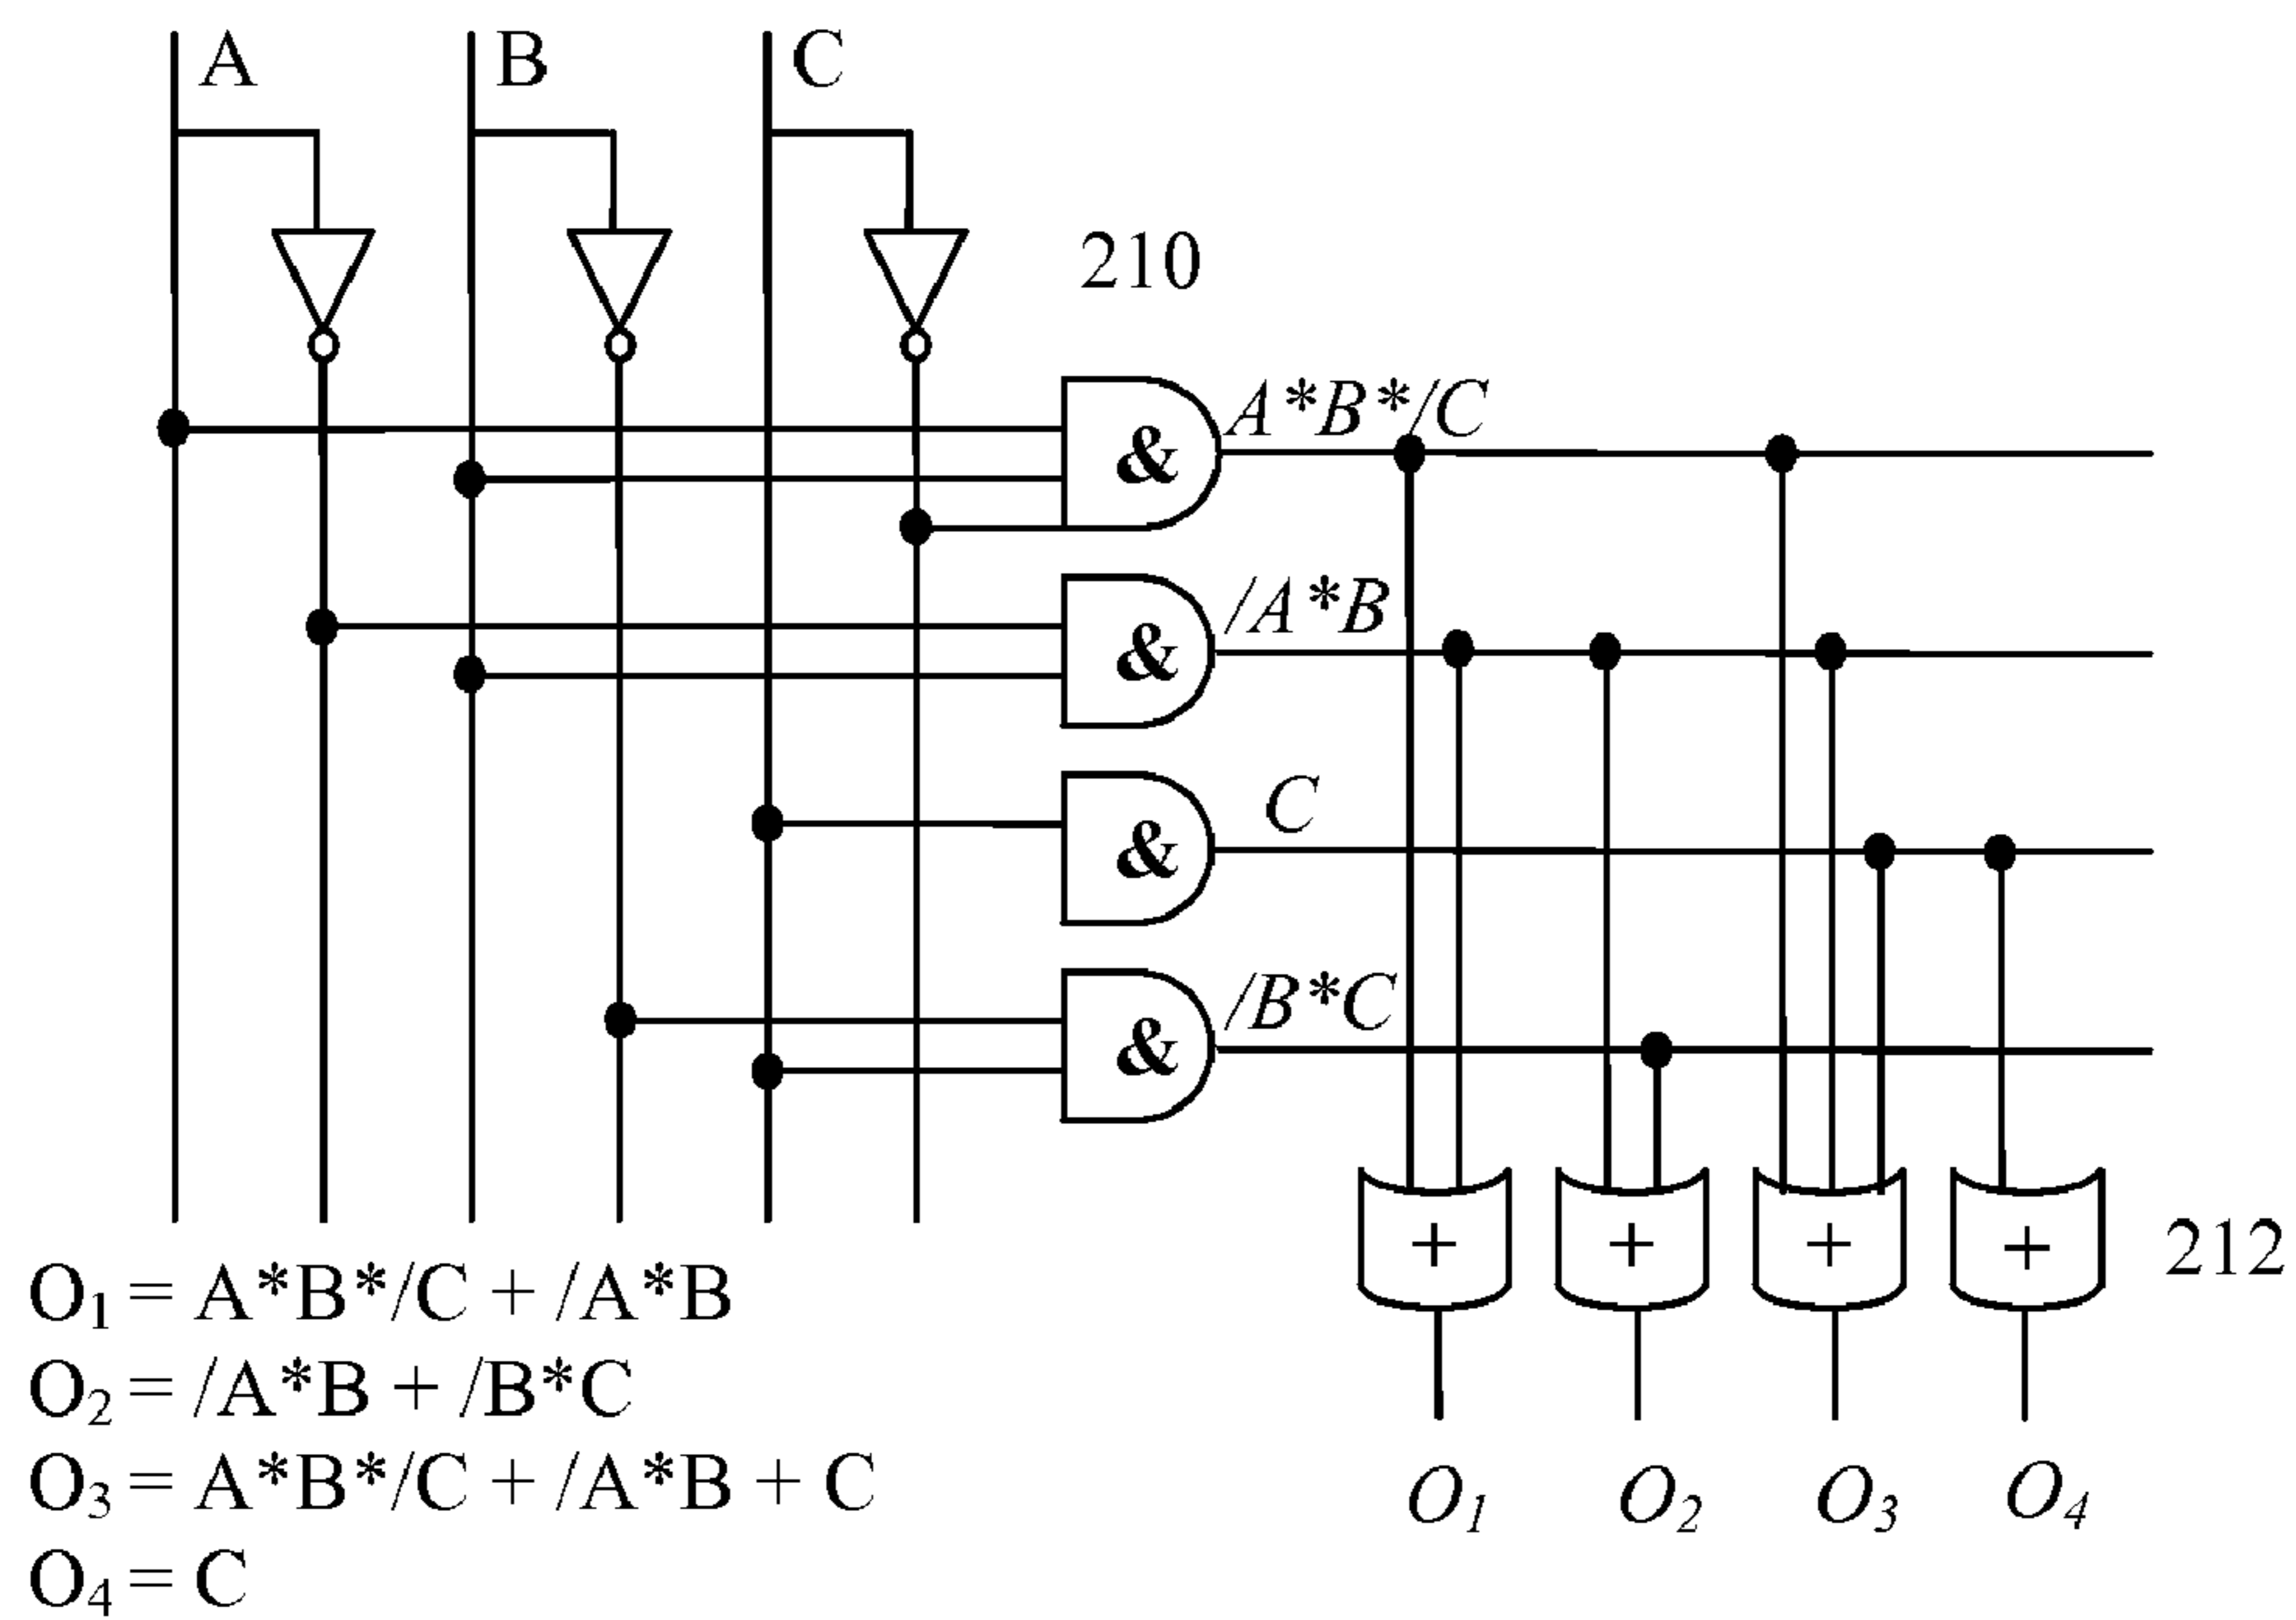 A B C
210
A*B*/C
&
/A*B
&
C
&
/B*C
&
+ + + +
212
O₁ O₂ O₃ O₄
O₁ = A*B*/C + /A*B
O₂ = /A*B + /B*C
O₃ = A*B*/C + /A*B + C
O₄ = C